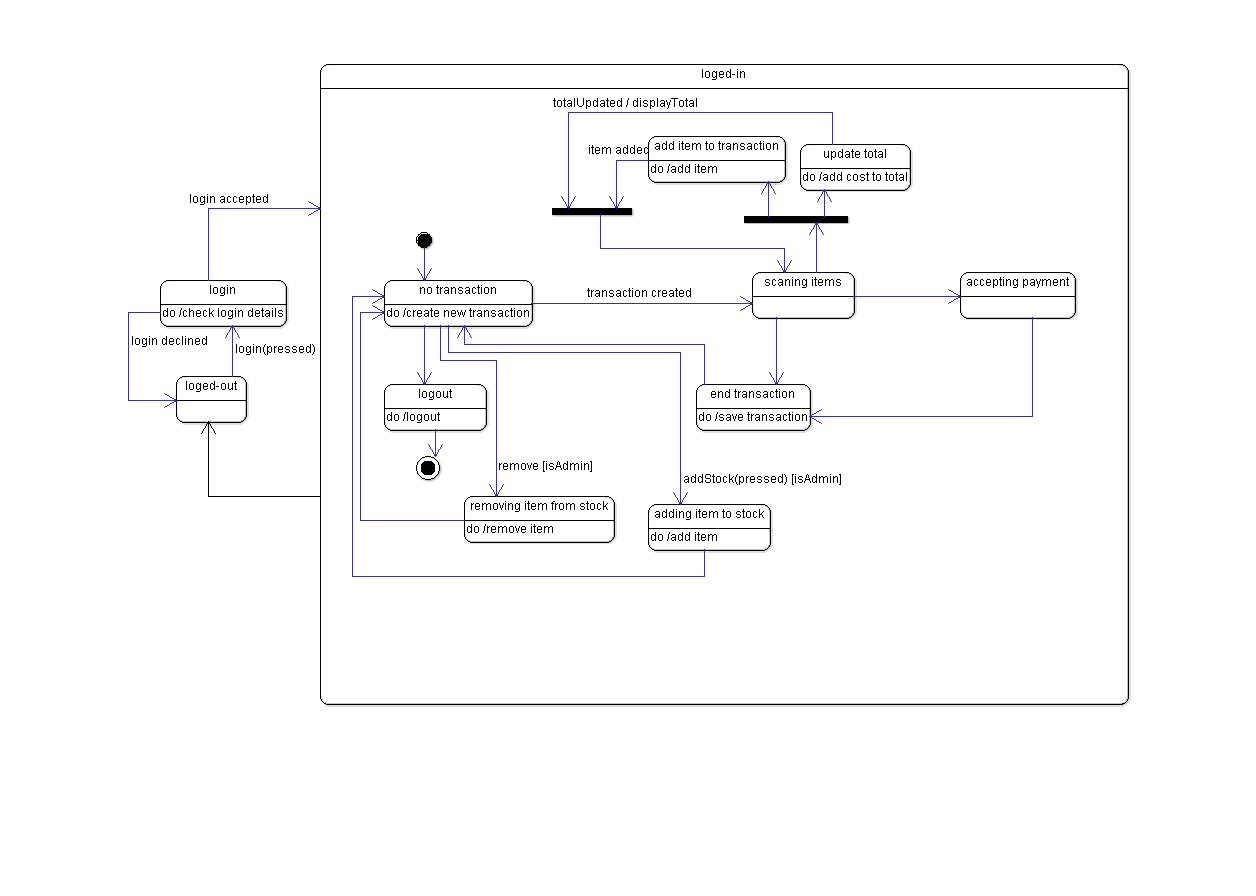 loged-in
totalUpdated / displayTotal
item added
add item to transaction
do /add item
update total
do /add cost to total
login accepted
login
do /check login details
login declined
login(pressed)
loged-out
no transaction
do /create new transaction
transaction created
scaning items
accepting payment
logout
do /logout
end transaction
do /save transaction
remove [isAdmin]
addStock(pressed) [isAdmin]
removing item from stock
do /remove item
adding item to stock
do /add item